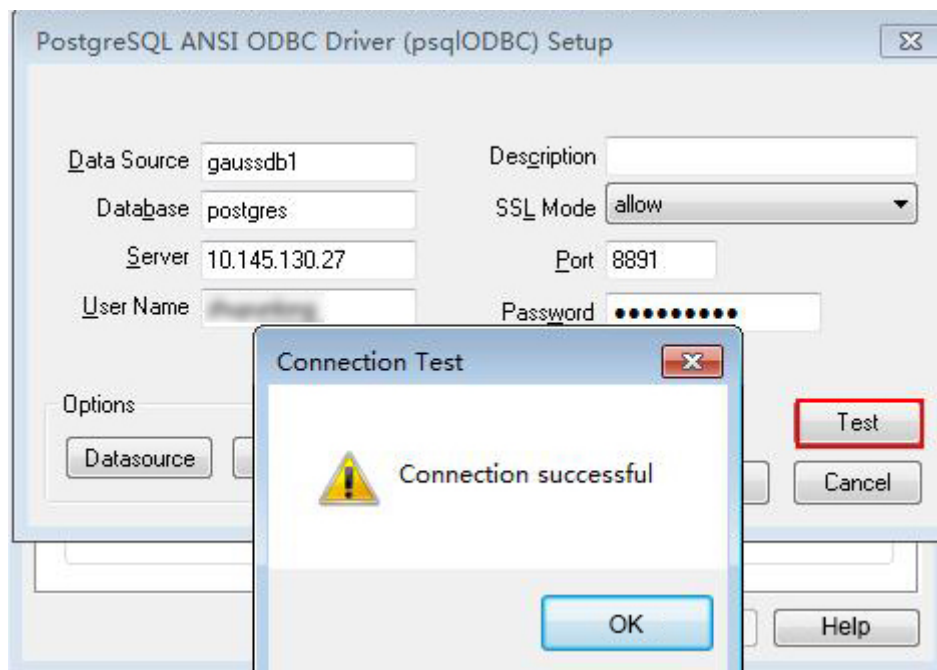 PostgreSQL ANSI ODBC Driver (psqlODBC) Setup
Data Source gaussdb1 Description
Database postgres SSL Mode allow
Server 10.145.130.27 Port 8891
User Name Password ●●●●●●●●●
Connection Test
Options
Test
Datasource
Connection successful
Cancel
OK
Help